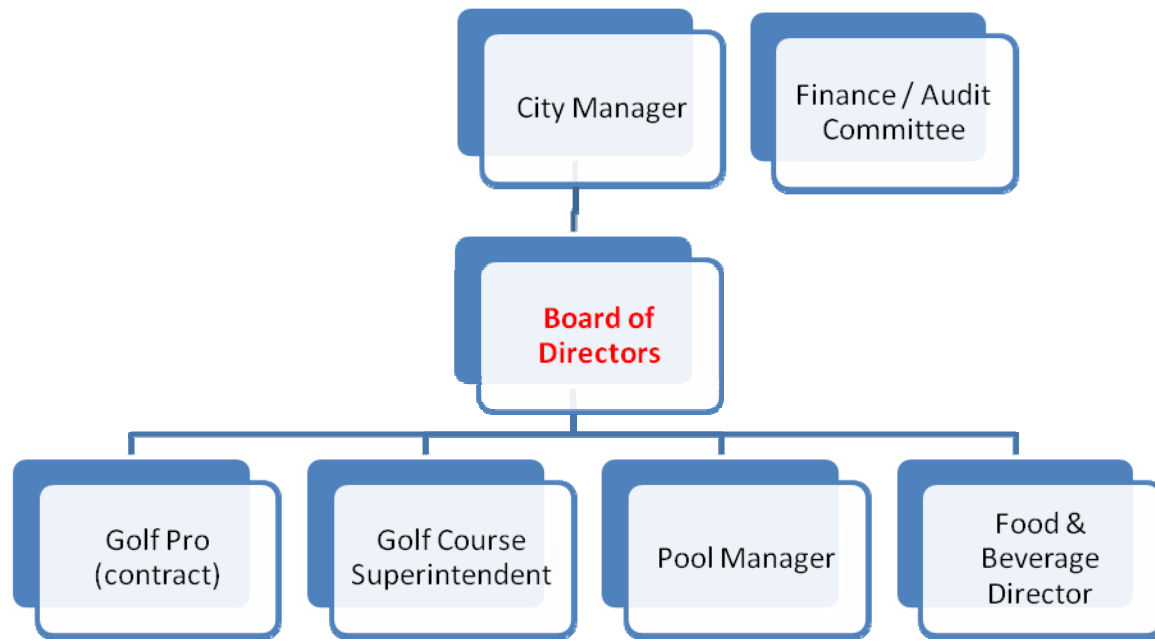 City Manager
Finance / Audit
Committee
Board of
Directors
Golf Pro
(contract)
Golf Course
Superintendent
Pool Manager
Food &
Beverage
Director